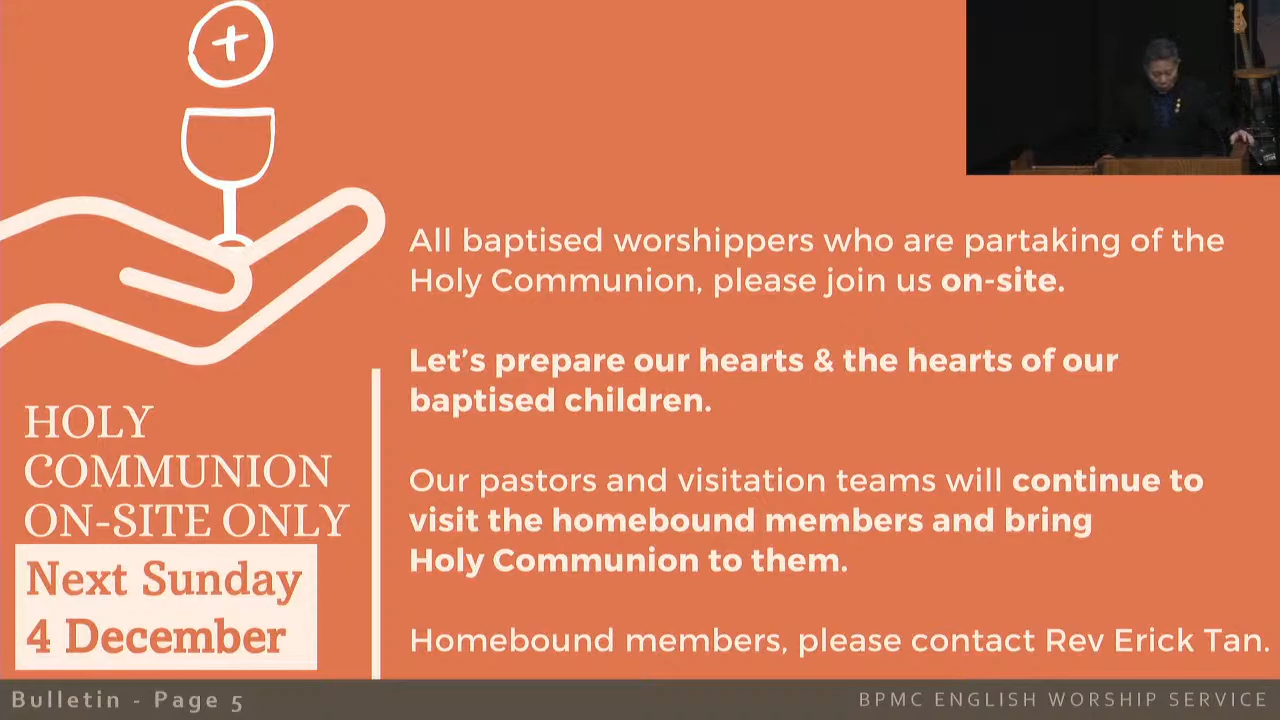 All baptised worshippers who are partaking of the
Holy Communion, please join us on-site.
Let’s prepare our hearts & the hearts of our
baptised children.
Our pastors and visitation teams will continue to
visit the homebound members and bring
Holy Communion to them.
Homebound members, please contact Rev Erick Tan.
HOLY
COMMUNION
ON-SITE ONLY
Next Sunday
4 December
Bulletin - Page 5
BPMC ENGLISH WORSHIP SERVICE